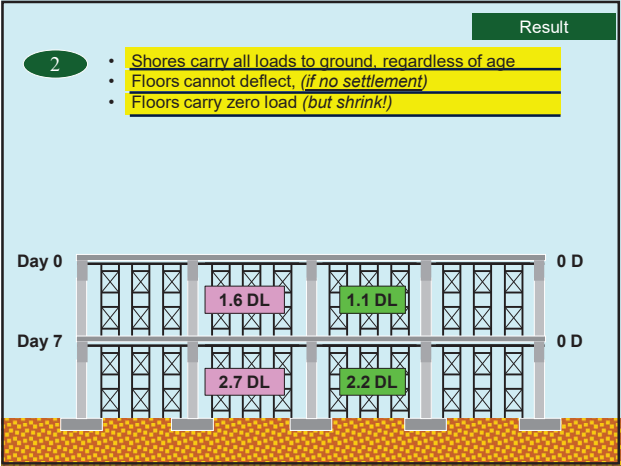 Result
2
• Shores carry all loads to ground, regardless of age
• Floors cannot deflect, (if no settlement)
• Floors carry zero load (but shrink!)
Day 0
0 D
1.6 DL
1.1 DL
Day 7
0 D
2.7 DL
2.2 DL